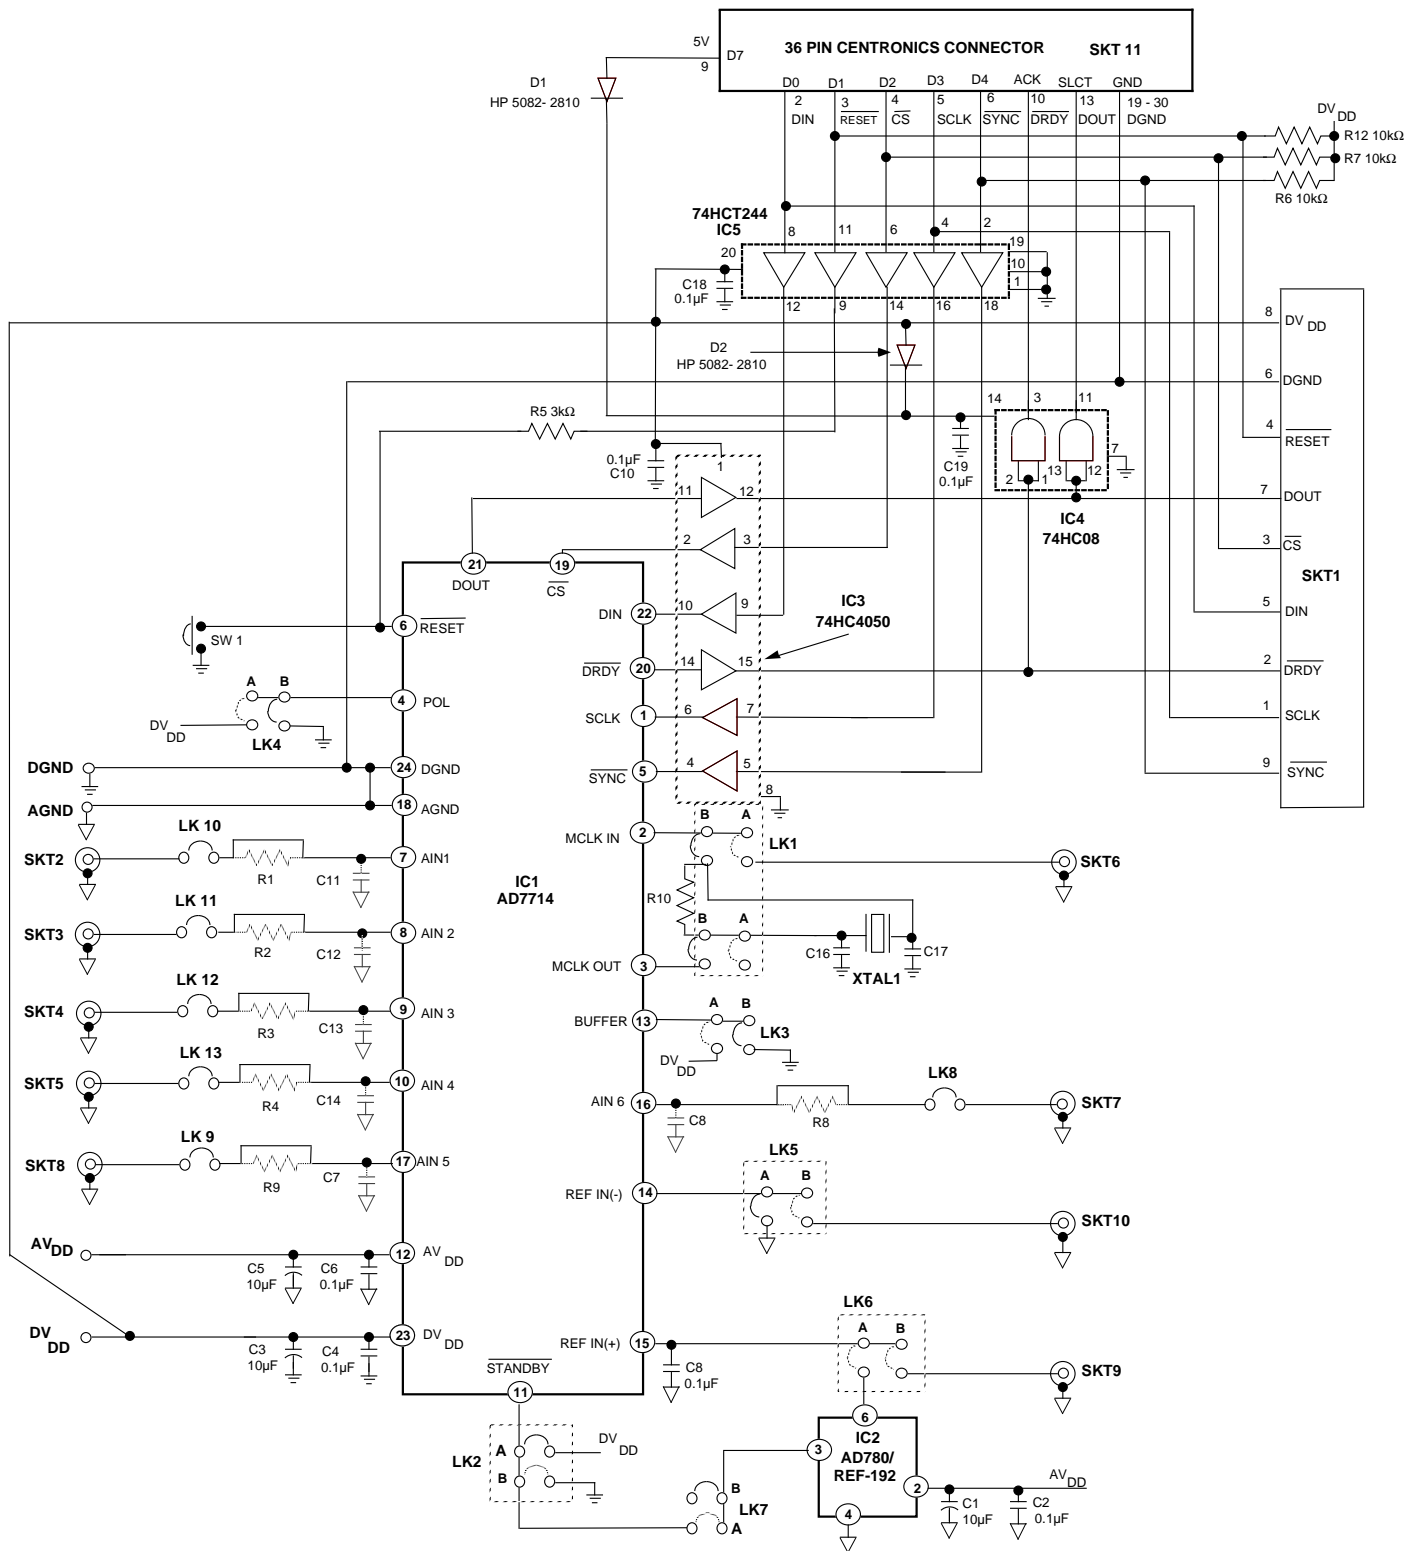 36 PIN CENTRONICS CONNECTOR SKT 11
5V
D7
9
D1
HP 5082- 2810
D0 D1 D2 D3 D4 ACK SLCT GND
2 3 4 5 6 10 13 19 - 30
DIN RESET CS SCLK SYNC DRDY DOUT DGND
DV DD
R12 10kΩ
R7 10kΩ
R6 10kΩ
74HCT244
IC5
8 11 6 4 2
20 19
10
1
C18
0.1µF
12 9 14 16 18
D2
HP 5082- 2810
8 DV DD
6 DGND
4 RESET
7 DOUT
3 CS
SKT1
5 DIN
2 DRDY
1 SCLK
9 SYNC
R5 3kΩ
14 3 11
7
2 1 13 12
C19
0.1µF
IC4
74HC08
0.1µF
C10
1
11 12
2 3
10 9
14 15
6 7
4 5
8
IC3
74HC4050
21
DOUT
19
CS
DIN 22
DRDY 20
SCLK 1
SYNC 5
SW 1
6 RESET
A B
4 POL
DV DD
LK4
DGND
24 DGND
AGND
18 AGND
IC1
AD7714
MCLK IN 2
B A
LK1
SKT6
R10
B A
MCLK OUT 3
C16
C17
XTAL1
LK 10
SKT2
R1
C11
7 AIN1
LK 11
SKT3
R2
C12
8 AIN 2
LK 12
SKT4
R3
C13
9 AIN 3
LK 13
SKT5
R4
C14
10 AIN 4
LK 9
SKT8
R9
C7
17 AIN 5
BUFFER 13
A B
LK3
DV DD
AIN 6 16
C8
R8
LK8
SKT7
LK5
A B
REF IN(-) 14
SKT10
AVDD
C5
10µF
C6
0.1µF
12 AV DD
DV DD
C3
10µF
C4
0.1µF
23 DV DD
LK6
A B
REF IN(+) 15
C8
0.1µF
SKT9
STANDBY
11
LK2
A
B
DV DD
B
LK7
A
6
IC2
AD780/
REF-192
3
2
4
AV DD
C1
10µF
C2
0.1µF